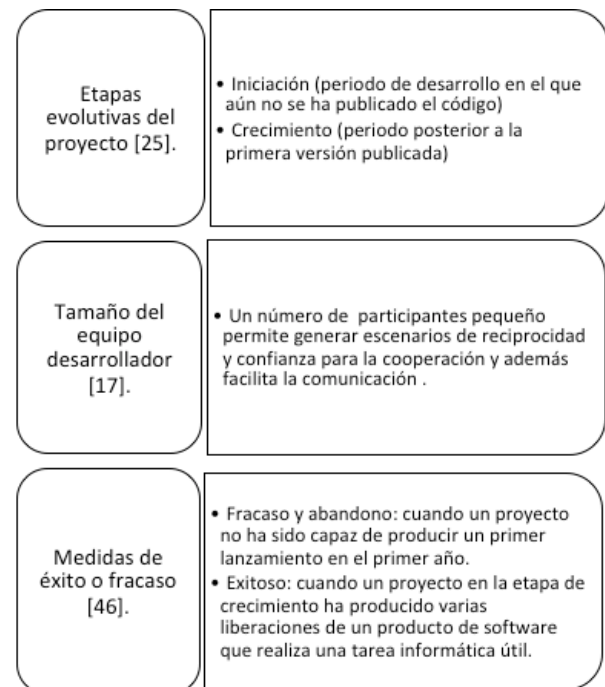 Etapas
evolutivas del
proyecto [25].
• Iniciación (periodo de desarrollo en el que
aún no se ha publicado el código)
• Crecimiento (periodo posterior a la
primera versión publicada)
Tamaño del
equipo
desarrollador
[17].
• Un número de participantes pequeño
permite generar escenarios de reciprocidad
y confianza para la cooperación y además
facilita la comunicación .
Medidas de
éxito o fracaso
[46].
• Fracaso y abandono: cuando un proyecto
no ha sido capaz de producir un primer
lanzamiento en el primer año.
• Exitoso: cuando un proyecto en la etapa de
crecimiento ha producido varias
liberaciones de un producto de software
que realiza una tarea informática útil.